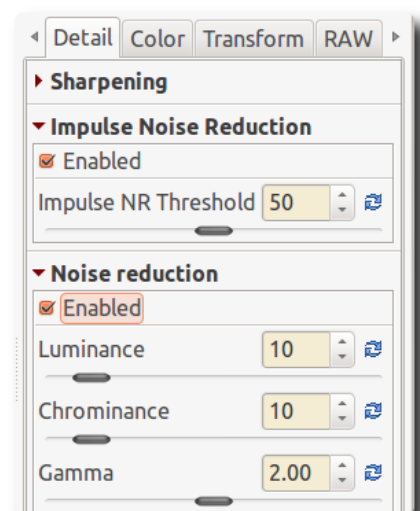 Detail Color Transform RAW
Sharpening
Impulse Noise Reduction
Enabled
Impulse NR Threshold 50
Noise reduction
Enabled
Luminance 10
Chrominance 10
Gamma 2.00